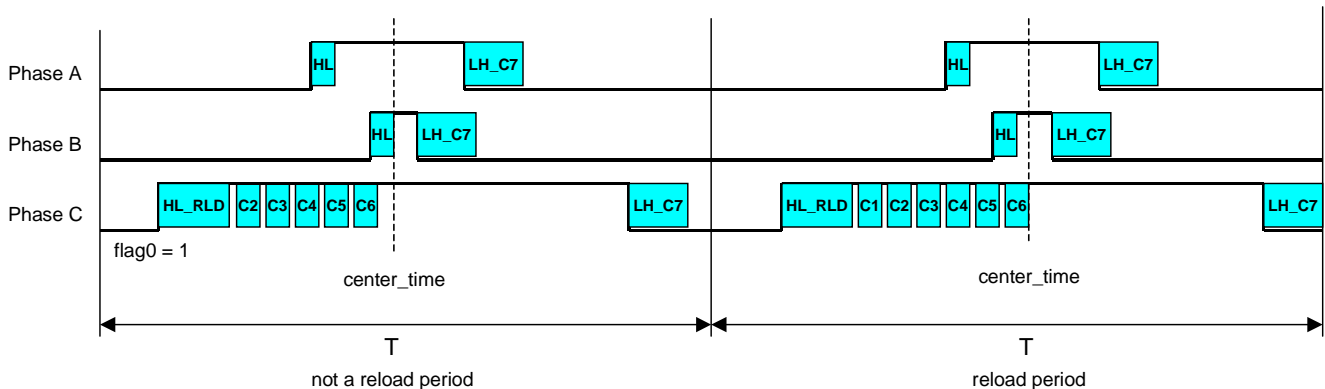 Phase A HL LH_C7 HL LH_C7
Phase B HL LH_C7 HL LH_C7
Phase C HL_RLD C2 C3 C4 C5 C6 LH_C7 HL_RLD C1 C2 C3 C4 C5 C6 LH_C7
flag0 = 1
center_time center_time
T T
not a reload period reload period